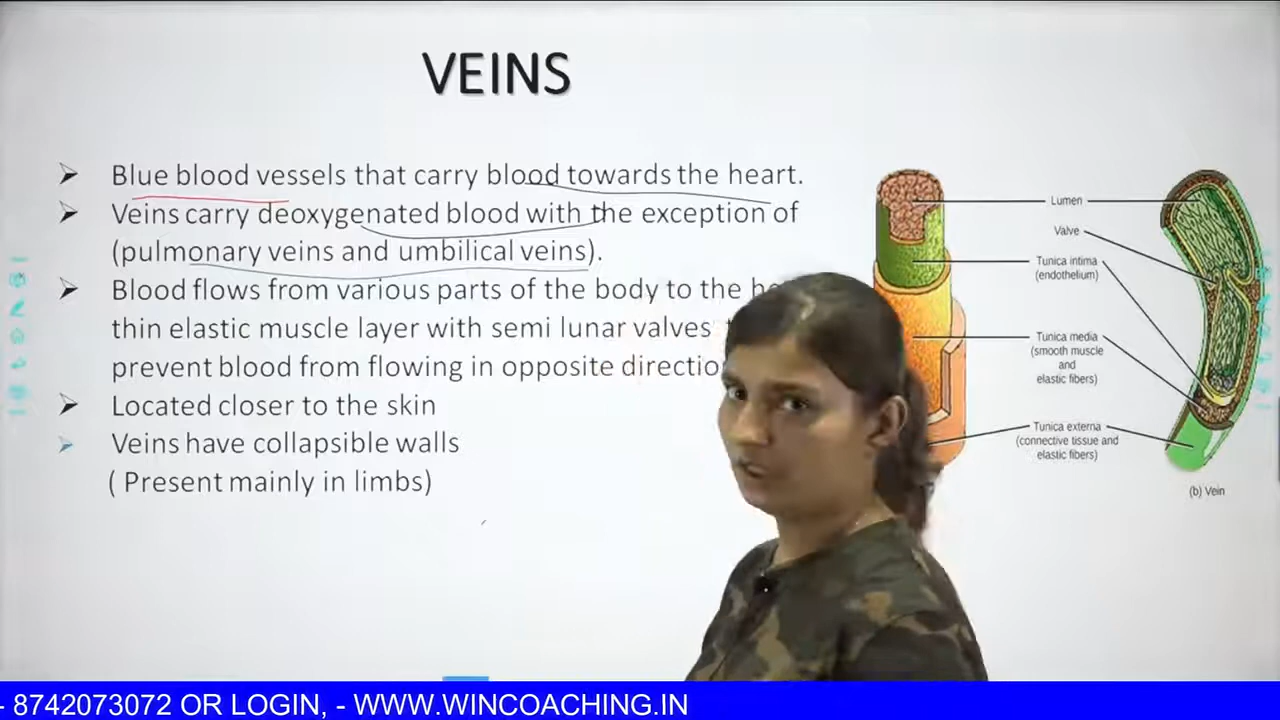 VEINS
Blue blood vessels that carry blood towards the heart.
Veins carry deoxygenated blood with the exception of
(pulmonary veins and umbilical veins).
Blood flows from various parts of the body to the
thin elastic muscle layer with semi lunar valves
prevent blood from flowing in opposite
Located closer to the skin
Veins have collapsible walls
( Present mainly in limbs)
Lumen
Valve
Tunica intima
(endothelium)
Tunica media
(smooth muscle
and
elastic fibers)
Tunica externa
(connective tissue and
elastic fibers)
(b) Vein
- 8742073072 OR LOGIN, - WWW.WINCOACHING.IN